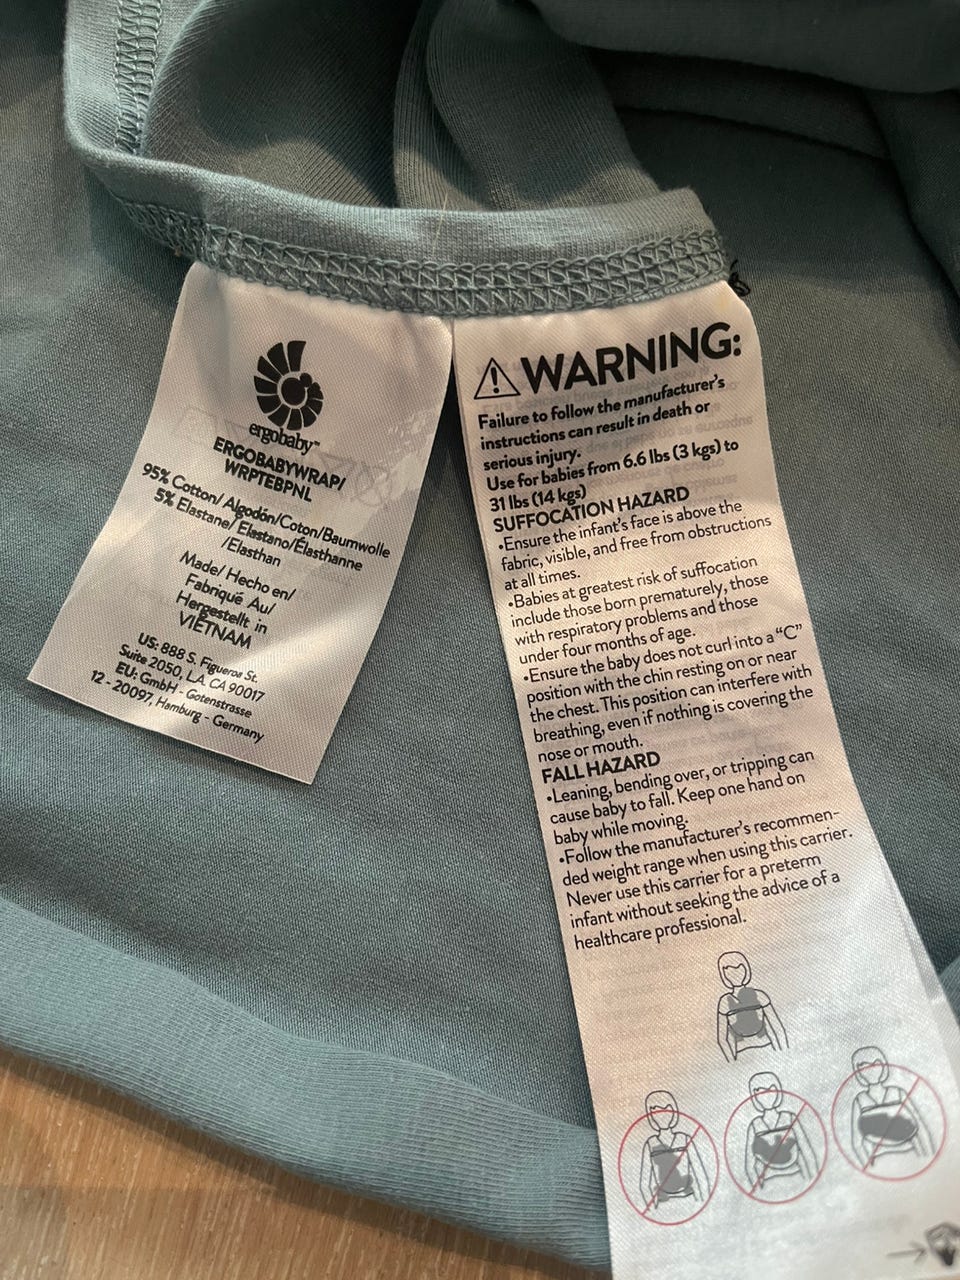 ergobaby™
ERGOBABYWRAP/
WRPTEBPNL
95% Cotton/ Algodón/Coton/Baumwolle
5% Elastane/ Elastano/Élasthanne
/Elasthan
Made/ Hecho en/
Fabriqué Au/
Hergestellt in
VIETNAM
US: 888 S. Figueroa St.
Suite 2050, L.A. CA 90017
EU: GmbH - Gotenstrasse
12 - 20097, Hamburg - Germany
WARNING:
Failure to follow the manufacturer's
instructions can result in death or
serious injury.
Use for babies from 6.6 lbs (3 kgs) to
31 lbs (14 kgs)
SUFFOCATION HAZARD
•Ensure the infant's face is above the
fabric, visible, and free from obstructions
at all times.
•Babies at greatest risk of suffocation
include those born prematurely, those
with respiratory problems and those
under four months of age.
•Ensure the baby does not curl into a “C”
position with the chin resting on or near
the chest. This position can interfere with
breathing, even if nothing is covering the
nose or mouth.
FALL HAZARD
•Leaning, bending over, or tripping can
cause baby to fall. Keep one hand on
baby while moving.
•Follow the manufacturer's recommen-
ded weight range when using this carrier.
Never use this carrier for a preterm
infant without seeking the advice of a
healthcare professional.